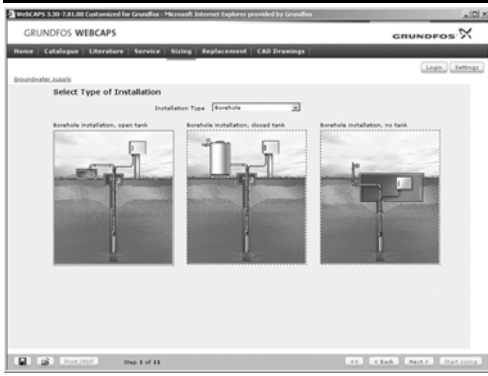 WebCAPS 3.30-7.81.08 Customized for Grundfos - Microsoft Internet Explorer provided by Grundfos
GRUNDFOS WEBCAPS
GRUNDFOS
Home Catalogue Literature Service Sizing Replacement CAD Drawings
Login Settings
Groundwater supply
Select Type of Installation
Installation Type Borehole
Borehole installation, open tank Borehole installation, closed tank Borehole installation, no tank
Print/PDF Step 1 of 11 << < Back Next > Start sizing